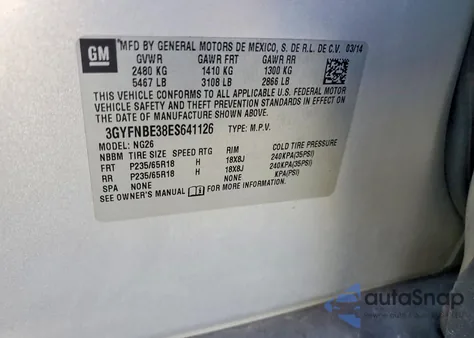 GM MFD BY GENERAL MOTORS DE MEXICO, S. DE R.L. DE C.V. 03/14
GVWR GAWR FRT GAWR RR
2480 KG 1410 KG 1300 KG
5467 LB 3108 LB 2866 LB
THIS VEHICLE CONFORMS TO ALL APPLICABLE U.S. FEDERAL MOTOR
VEHICLE SAFETY AND THEFT PREVENTION STANDARDS IN EFFECT ON
THE DATE OF MANUFACTURE SHOWN ABOVE.
3GYFNBE38ES641126 TYPE: M.P.V.
MODEL: NG26
NBBM TIRE SIZE SPEED RTG RIM COLD TIRE PRESSURE
FRT P235/65R18 H 18X8J 240KPA(35PSI)
RR P235/65R18 H 18X8J 240KPA(35PSI)
SPA NONE NONE KPA(PSI)
SEE OWNER'S MANUAL FOR MORE INFORMATION.
autoSnap